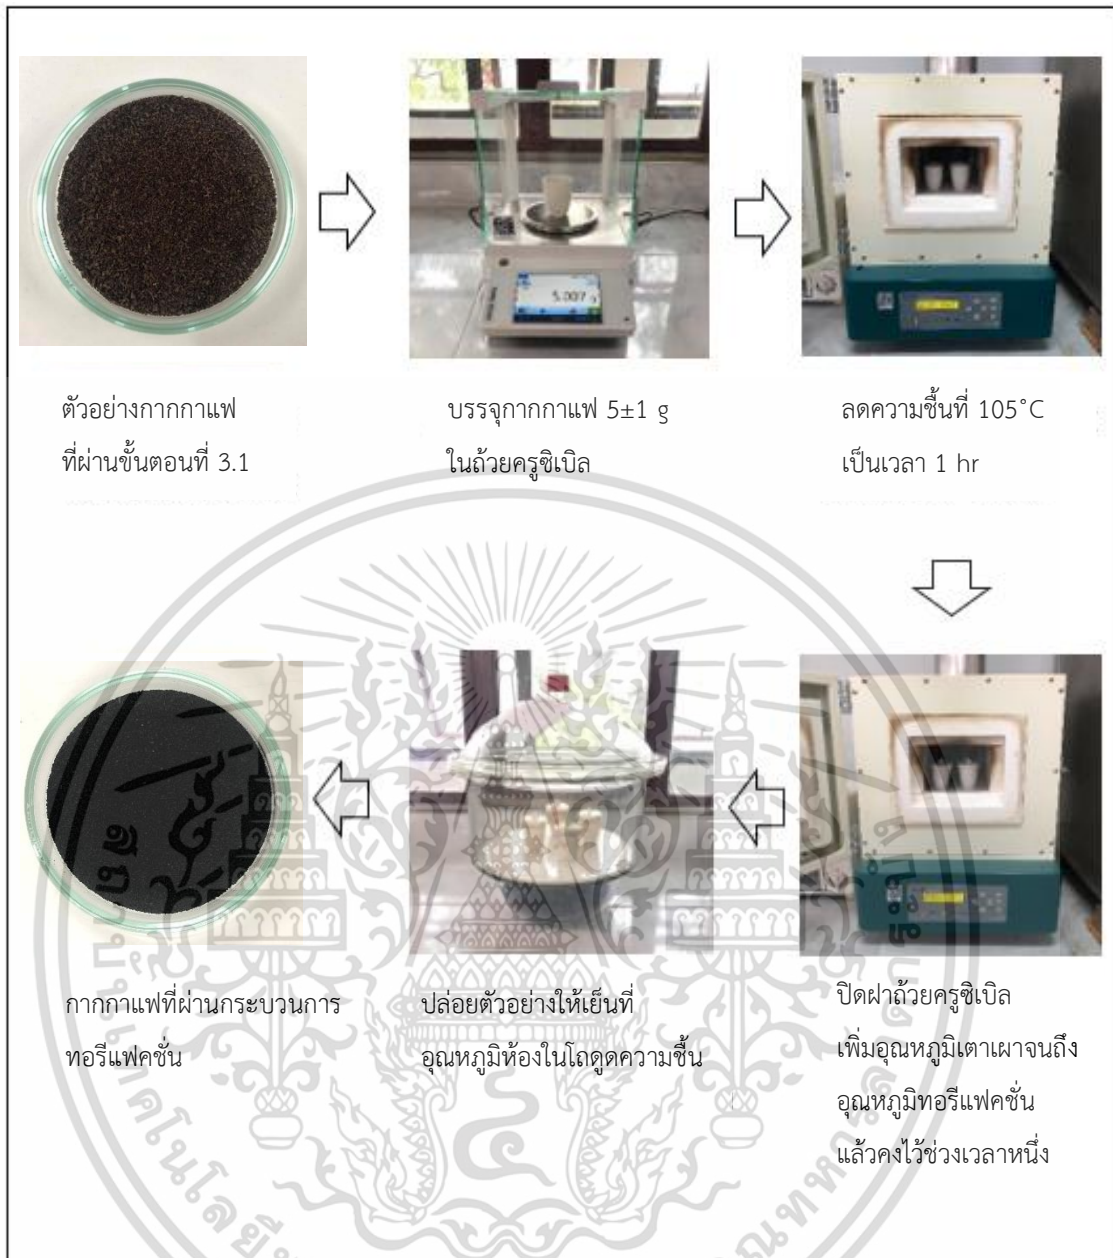 5.007 g
ตัวอย่างกากกาแฟ
ที่ผ่านขั้นตอนที่ 3.1
บรรจุกากกาแฟ 5±1 g
ในถ้วยครูซิเบิล
ลดความชื้นที่ 105°C
เป็นเวลา 1 hr
ปิดฝาถ้วยครูซิเบิล
เพิ่มอุณหภูมิเตาเผาจนถึง
อุณหภูมิทอรีแฟคชั่น
แล้วคงไว้ช่วงเวลาหนึ่ง
ปล่อยตัวอย่างให้เย็นที่
อุณหภูมิห้องในโถดูดความชื้น
กากกาแฟที่ผ่านกระบวนการ
ทอรีแฟคชั่น